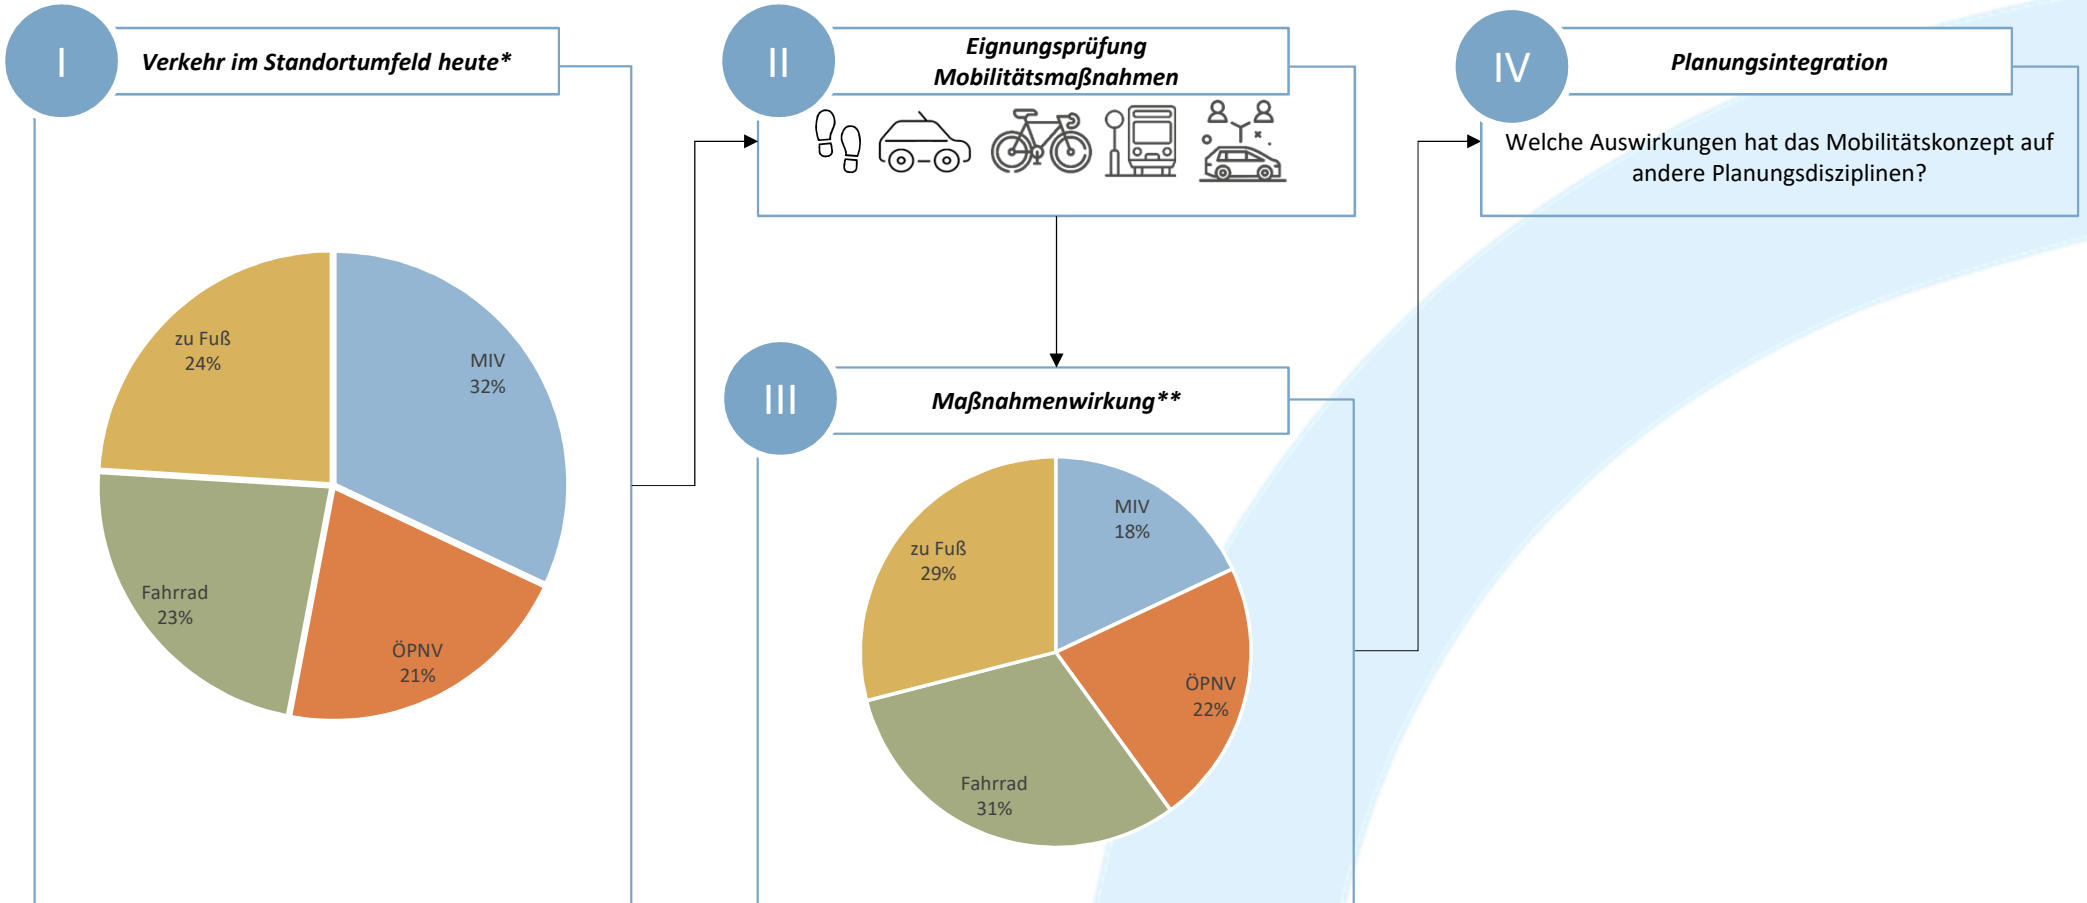 I
Verkehr im Standortumfeld heute*
zu Fuß
24%
MIV
32%
Fahrrad
23%
ÖPNV
21%
II
Eignungsprüfung
Mobilitätsmaßnahmen
III
Maßnahmenwirkung**
MIV
18%
zu Fuß
29%
ÖPNV
22%
Fahrrad
31%
IV
Planungsintegration
Welche Auswirkungen hat das Mobilitätskonzept auf
andere Planungsdisziplinen?